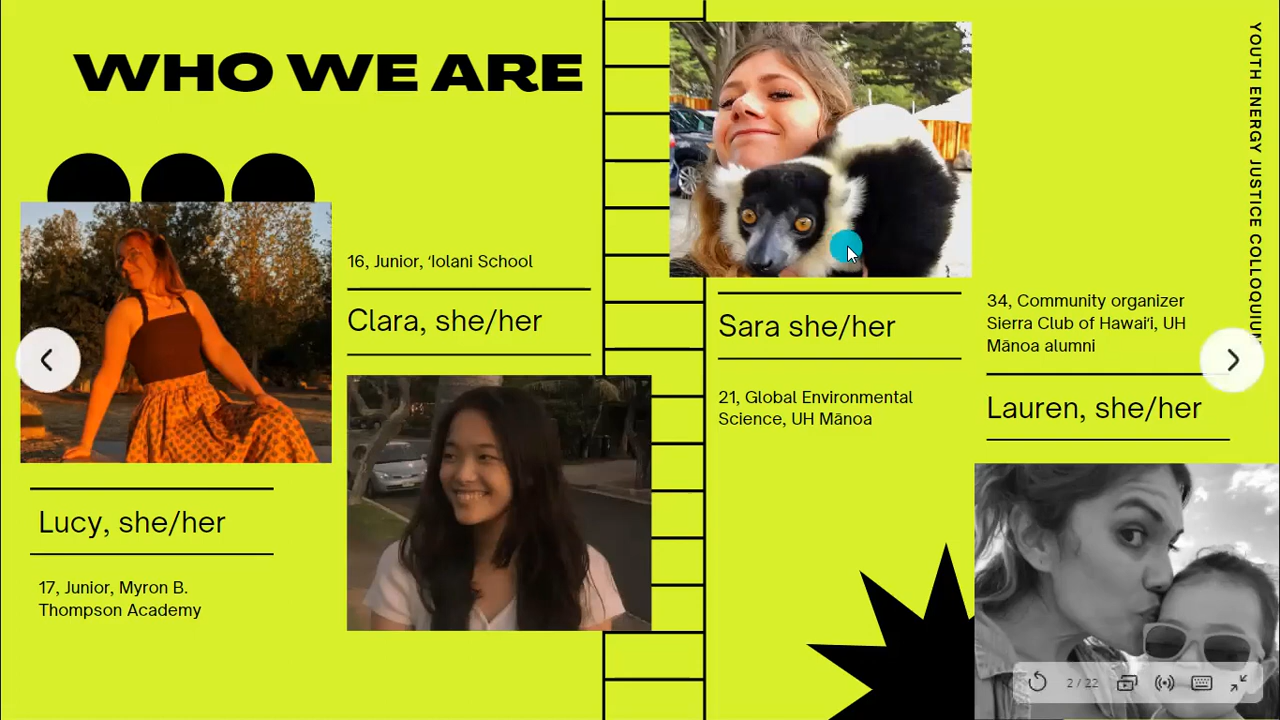 WHO WE ARE
Lucy, she/her
17, Junior, Myron B.
Thompson Academy
16, Junior, ‘Iolani School
Clara, she/her
Sara she/her
21, Global Environmental
Science, UH Mānoa
34, Community organizer
Sierra Club of Hawai‘i, UH
Mānoa alumni
Lauren, she/her
YOUTH ENERGY JUSTICE COLLOQUIUM
2 / 22